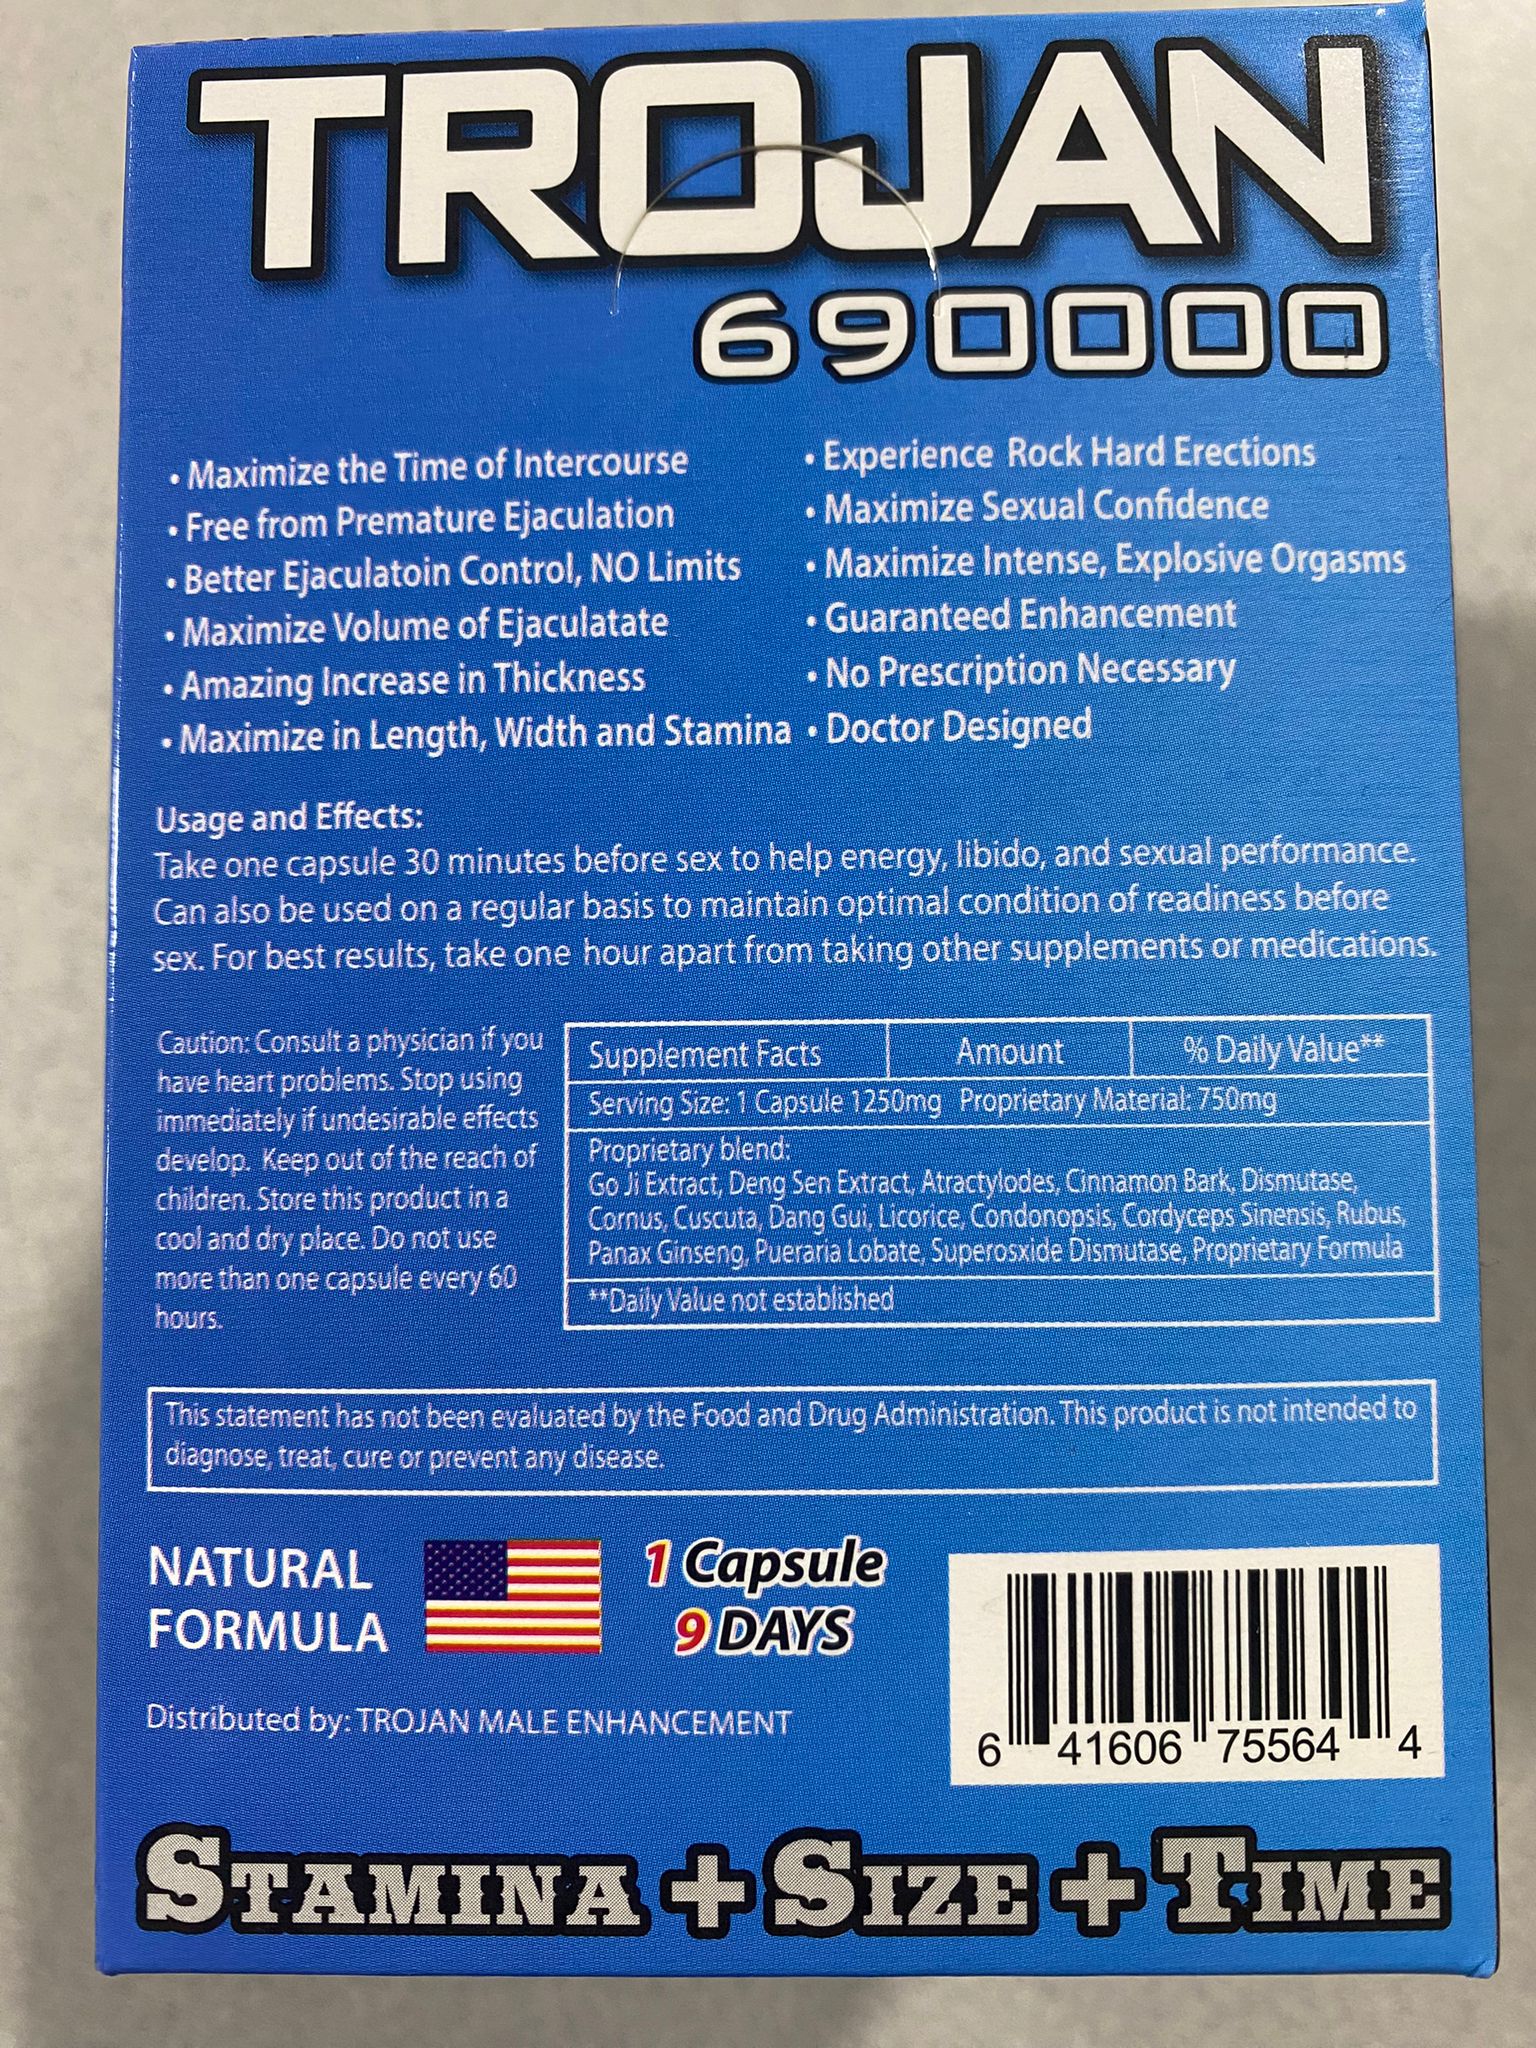 TROJAN
690000
• Maximize the Time of Intercourse
• Free from Premature Ejaculation
• Better Ejaculatoin Control, NO Limits
• Maximize Volume of Ejaculatate
• Amazing Increase in Thickness
• Maximize in Length, Width and Stamina
• Experience Rock Hard Erections
• Maximize Sexual Confidence
• Maximize Intense, Explosive Orgasms
• Guaranteed Enhancement
• No Prescription Necessary
• Doctor Designed
Usage and Effects:
Take one capsule 30 minutes before sex to help energy, libido, and sexual performance.
Can also be used on a regular basis to maintain optimal condition of readiness before
sex. For best results, take one hour apart from taking other supplements or medications.
Caution: Consult a physician if you
have heart problems. Stop using
immediately if undesirable effects
develop. Keep out of the reach of
children. Store this product in a
cool and dry place. Do not use
more than one capsule every 60
hours.
Supplement Facts Amount % Daily Value**
Serving Size: 1 Capsule 1250mg Proprietary Material: 750mg
Proprietary blend:
Go Ji Extract, Deng Sen Extract, Atractylodes, Cinnamon Bark, Dismutase,
Cornus, Cuscuta, Dang Gui, Licorice, Condonopsis, Cordyceps Sinensis, Rubus,
Panax Ginseng, Pueraria Lobate, Superosxide Dismutase, Proprietary Formula
**Daily Value not established
This statement has not been evaluated by the Food and Drug Administration. This product is not intended to
diagnose, treat, cure or prevent any disease.
NATURAL
FORMULA
1 Capsule
9 DAYS
Distributed by: TROJAN MALE ENHANCEMENT
6 41606 75564 4
STAMINA + SIZE + TIME